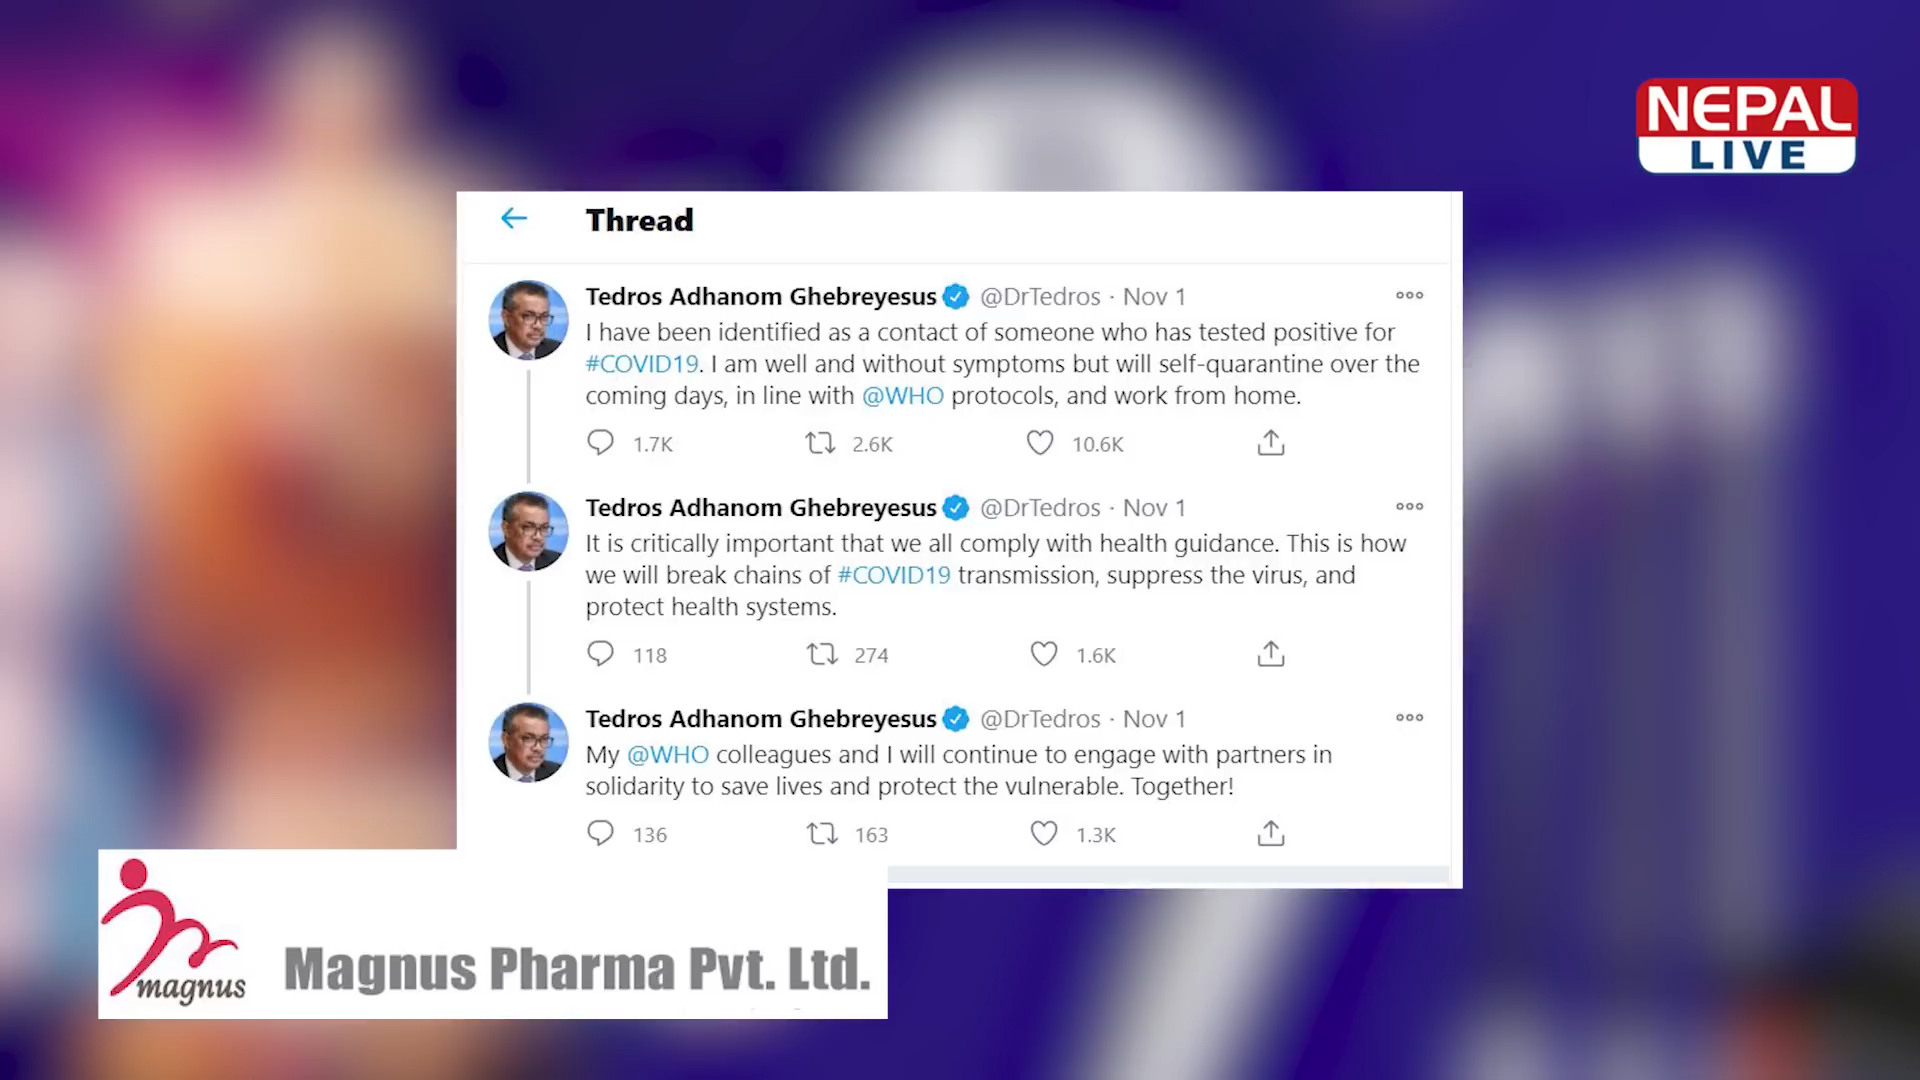 NEPAL
LIVE
Thread
Tedros Adhanom Ghebreyesus @DrTedros · Nov 1
I have been identified as a contact of someone who has tested positive for
#COVID19. I am well and without symptoms but will self-quarantine over the
coming days, in line with @WHO protocols, and work from home.
1.7K 2.6K 10.6K
Tedros Adhanom Ghebreyesus @DrTedros · Nov 1
It is critically important that we all comply with health guidance. This is how
we will break chains of #COVID19 transmission, suppress the virus, and
protect health systems.
118 274 1.6K
Tedros Adhanom Ghebreyesus @DrTedros · Nov 1
My @WHO colleagues and I will continue to engage with partners in
solidarity to save lives and protect the vulnerable. Together!
136 163 1.3K
magnus
Magnus Pharma Pvt. Ltd.